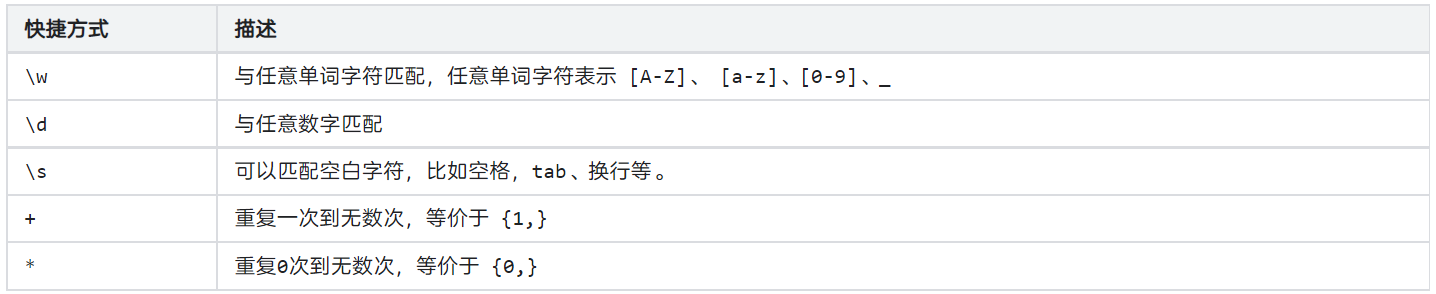 快捷方式 描述
\w 与任意单词字符匹配，任意单词字符表示 [A-Z]、 [a-z]、[0-9]、_
\d 与任意数字匹配
\s 可以匹配空白字符，比如空格，tab、换行等。
+ 重复一次到无数次，等价于 {1,}
* 重复0次到无数次，等价于 {0,}